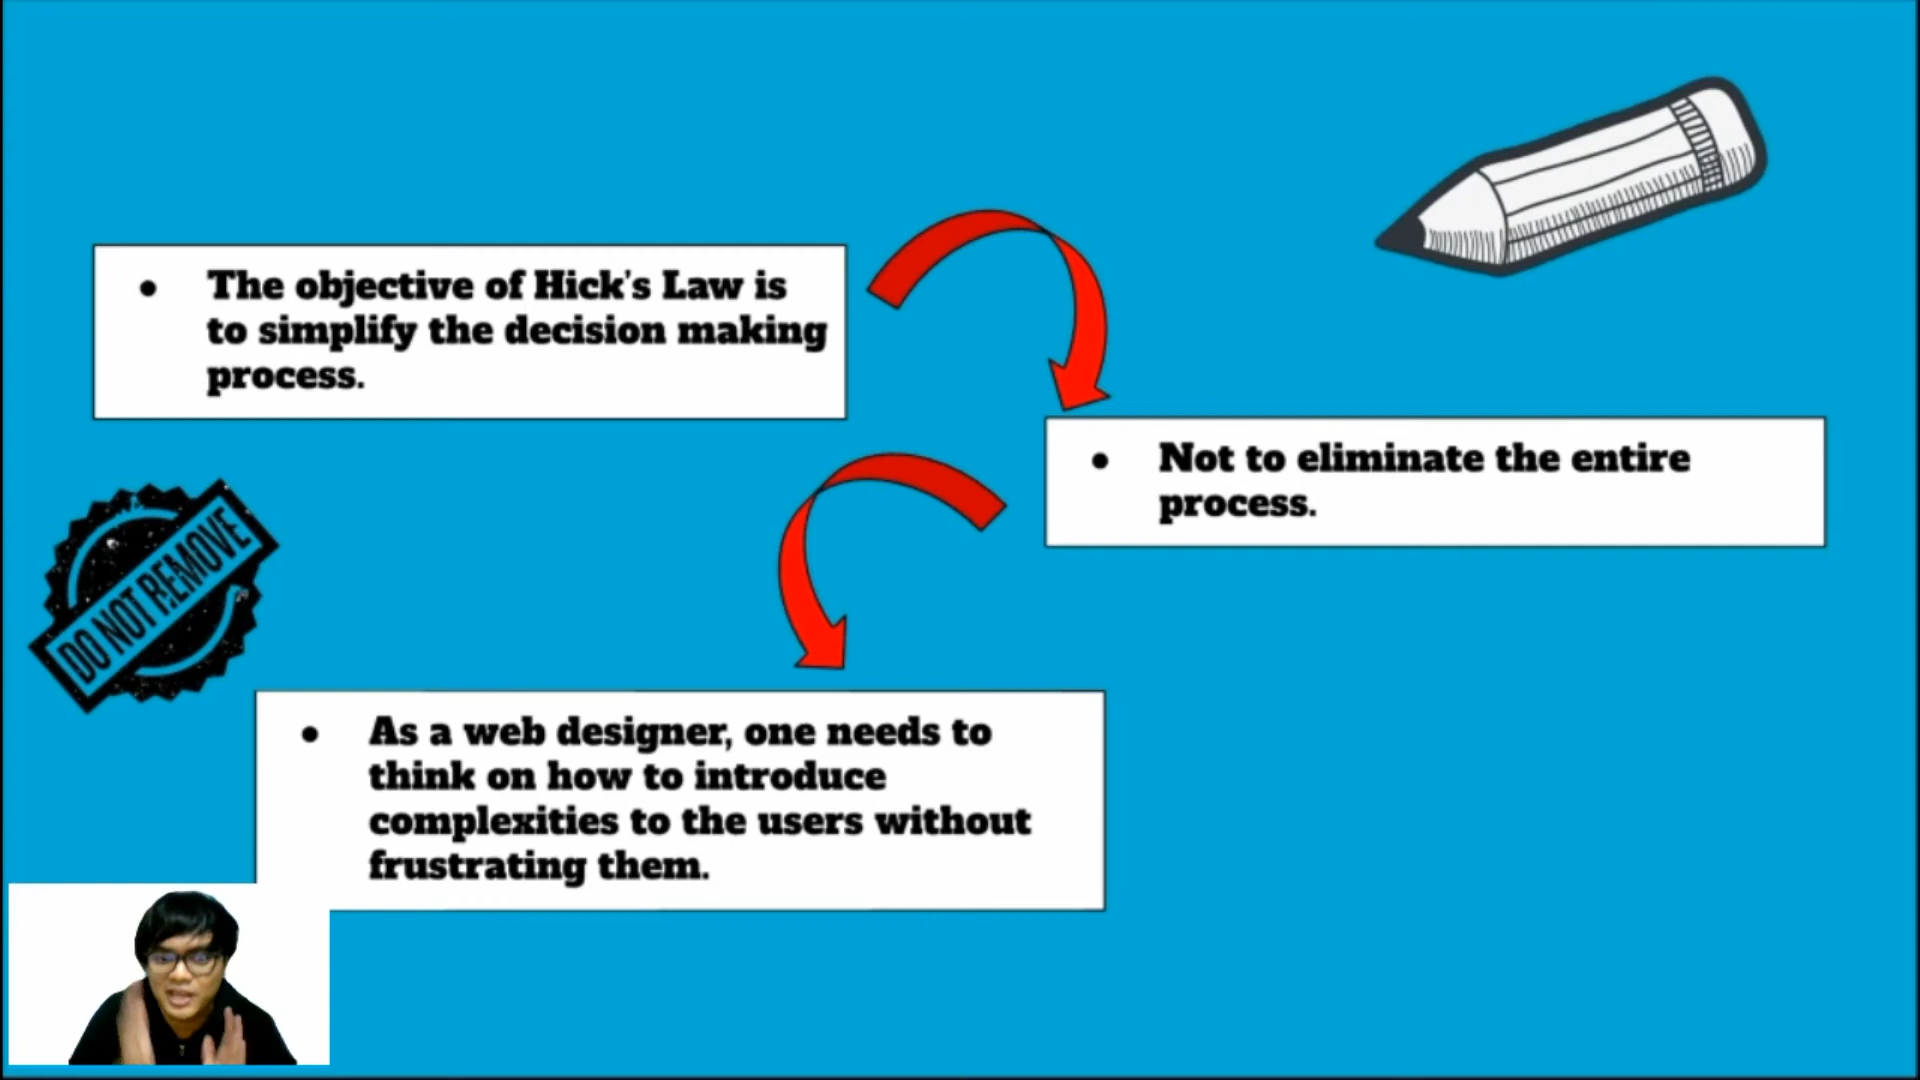 • The objective of Hick's Law is
to simplify the decision making
process.
• Not to eliminate the entire
process.
DO NOT REMOVE
• As a web designer, one needs to
think on how to introduce
complexities to the users without
frustrating them.